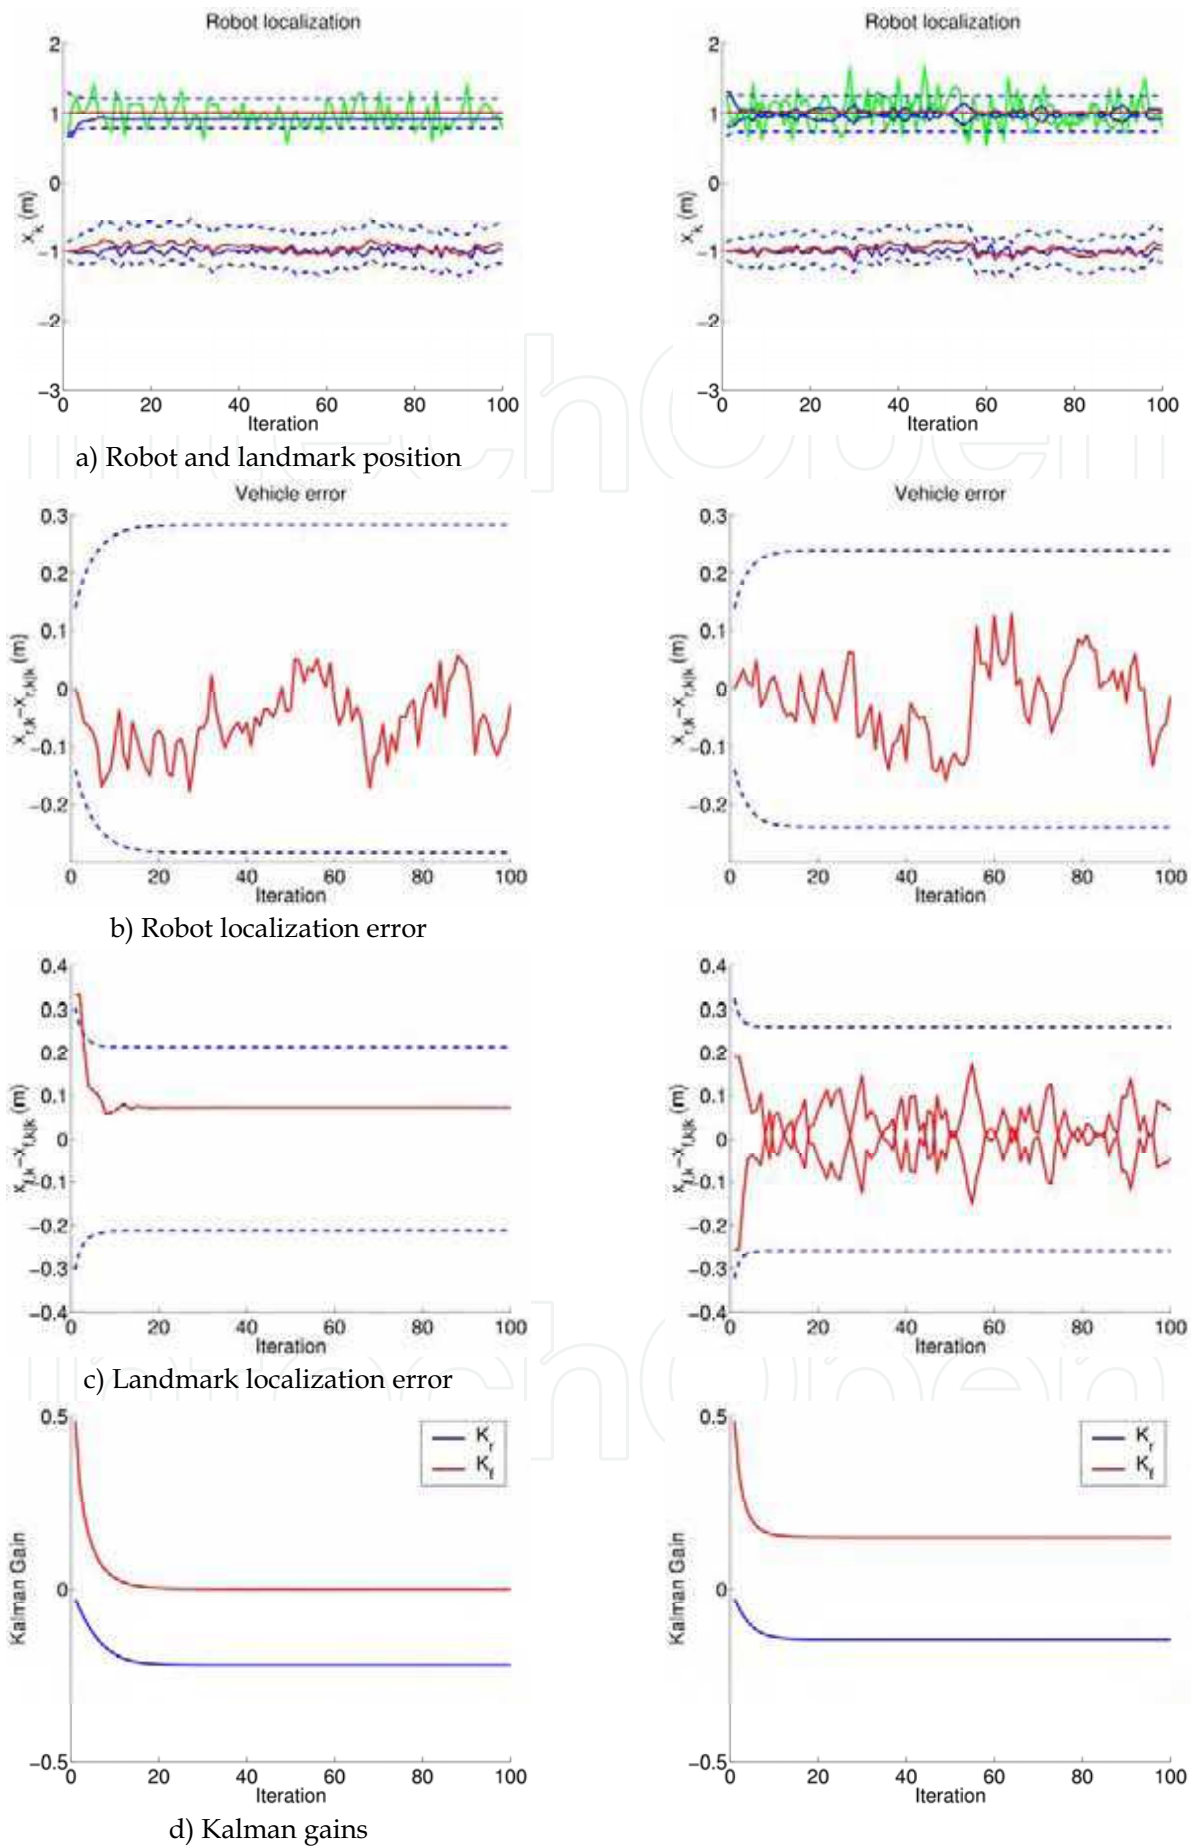 Robot localization Robot localization
2 2
1 1
0 0
x_k (m) x_k (m)
−1 −1
−2 −2
−3 −3
0 20 40 60 80 100 0 20 40 60 80 100
Iteration Iteration
a) Robot and landmark position
Vehicle error Vehicle error
0.3 0.3
0.2 0.2
0.1 0.1
0 0
x_{r,k}−x_{r,k|k} (m) x_{r,k}−x_{r,k|k} (m)
−0.1 −0.1
−0.2 −0.2
0 20 40 60 80 100 0 20 40 60 80 100
Iteration Iteration
b) Robot localization error
0.4 0.4
0.3 0.3
0.2 0.2
0.1 0.1
0 0
x_{f,k}−x_{f,k|k} (m) x_{f,k}−x_{f,k|k} (m)
−0.1 −0.1
−0.2 −0.2
−0.3 −0.3
−0.4 −0.4
0 20 40 60 80 100 0 20 40 60 80 100
Iteration Iteration
c) Landmark localization error
0.5 0.5
K_r K_r
K_f K_f
Kalman Gain Kalman Gain
0 0
−0.5 −0.5
0 20 40 60 80 100 0 20 40 60 80 100
Iteration Iteration
d) Kalman gains